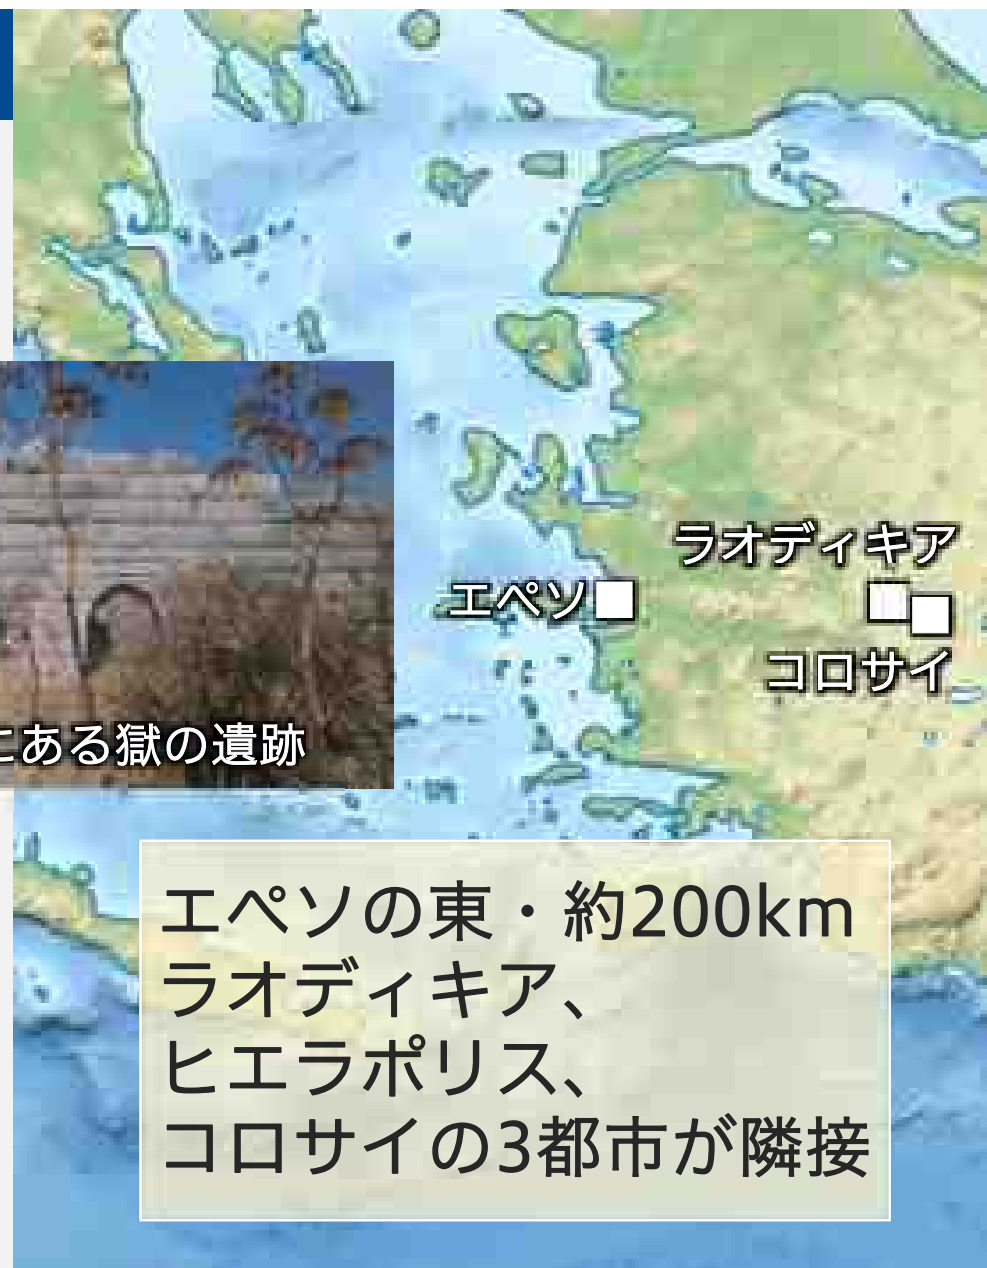 ラオディキア
エペソ
コロサイ
にある獄の遺跡
エペソの東・約200km
ラオディキア、
ヒエラポリス、
コロサイの3都市が隣接